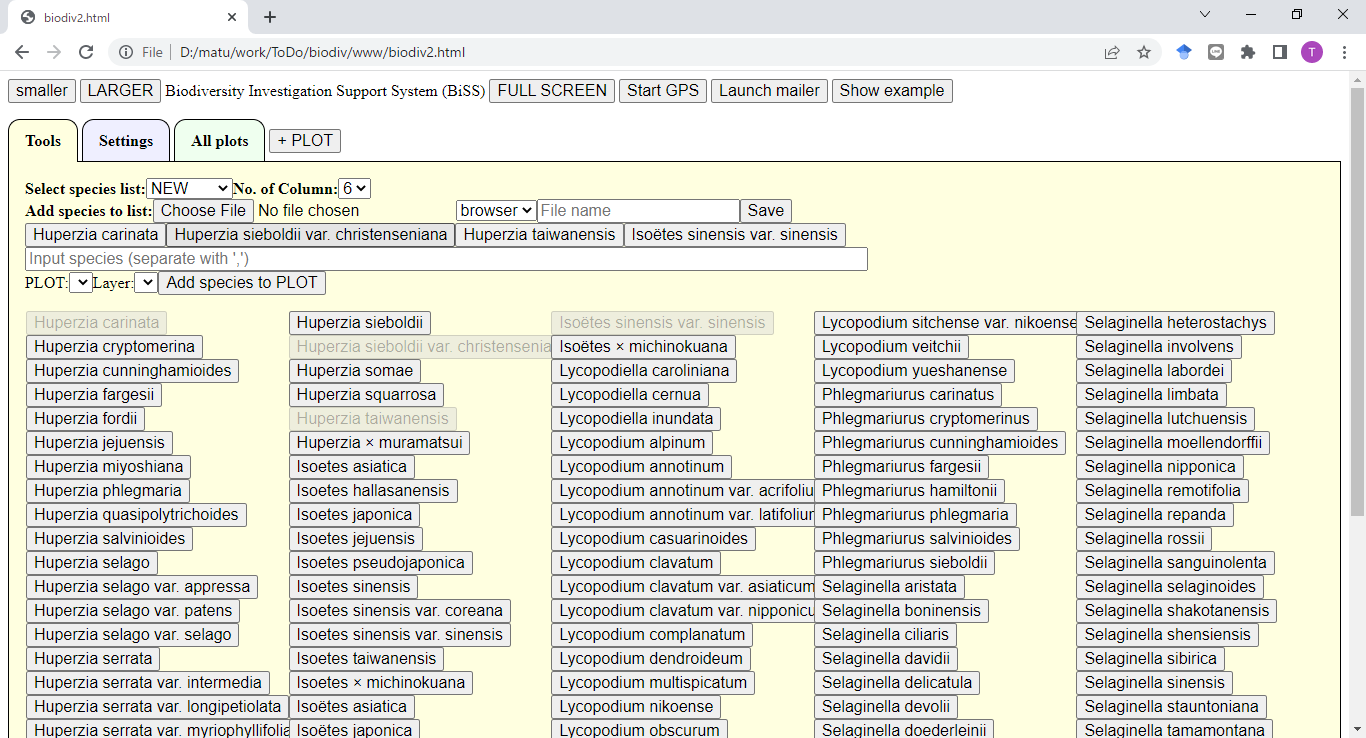 biodiv2.html
File D:/matu/work/ToDo/biodiv/www/biodiv2.html T
smaller LARGER Biodiversity Investigation Support System (BiSS) FULL SCREEN Start GPS Launch mailer Show example
Tools Settings All plots + PLOT
Select species list: NEW No. of Column: 6
Add species to list: Choose File No file chosen browser File name Save
Huperzia carinata Huperzia sieboldii var. christenseniana Huperzia taiwanensis Isoëtes sinensis var. sinensis
Input species (separate with ',')
PLOT: Layer: Add species to PLOT
Huperzia carinata Huperzia sieboldii Isoëtes sinensis var. sinensis Lycopodium sitchense var. nikoense Selaginella heterostachys
Huperzia cryptomerina Huperzia sieboldii var. christensenia Isoëtes × michinokuana Lycopodium veitchii Selaginella involvens
Huperzia cunninghamioides Huperzia somae Lycopodiella caroliniana Lycopodium yueshanense Selaginella labordei
Huperzia fargesii Huperzia squarrosa Lycopodiella cernua Phlegmariurus carinatus Selaginella limbata
Huperzia fordii Huperzia taiwanensis Lycopodiella inundata Phlegmariurus cryptomerinus Selaginella lutchuensis
Huperzia jejuensis Huperzia × muramatsui Lycopodium alpinum Phlegmariurus cunninghamioides Selaginella moellendorffii
Huperzia miyoshiana Isoetes asiatica Lycopodium annotinum Phlegmariurus fargesii Selaginella nipponica
Huperzia phlegmaria Isoetes hallasanensis Lycopodium annotinum var. acrifoliu Phlegmariurus hamiltonii Selaginella remotifolia
Huperzia quasipolytrichoides Isoetes japonica Lycopodium annotinum var. latifoliur Phlegmariurus phlegmaria Selaginella repanda
Huperzia salvinioides Isoetes jejuensis Lycopodium casuarinoides Phlegmariurus salvinioides Selaginella rossii
Huperzia selago Isoetes pseudojaponica Lycopodium clavatum Phlegmariurus sieboldii Selaginella sanguinolenta
Huperzia selago var. appressa Isoetes sinensis Lycopodium clavatum var. asiaticum Selaginella aristata Selaginella selaginoides
Huperzia selago var. patens Isoetes sinensis var. coreana Lycopodium clavatum var. nipponicu Selaginella boninensis Selaginella shakotanensis
Huperzia selago var. selago Isoetes sinensis var. sinensis Lycopodium complanatum Selaginella ciliaris Selaginella shensiensis
Huperzia serrata Isoetes taiwanensis Lycopodium dendroideum Selaginella davidii Selaginella sibirica
Huperzia serrata var. intermedia Isoetes × michinokuana Lycopodium multispicatum Selaginella delicatula Selaginella sinensis
Huperzia serrata var. longipetiolata Isoëtes asiatica Lycopodium nikoense Selaginella devolii Selaginella stauntoniana
Huperzia serrata var. myriophyllifolia Isoëtes japonica Lycopodium obscurum Selaginella doederleinii Selaginella tamamontana